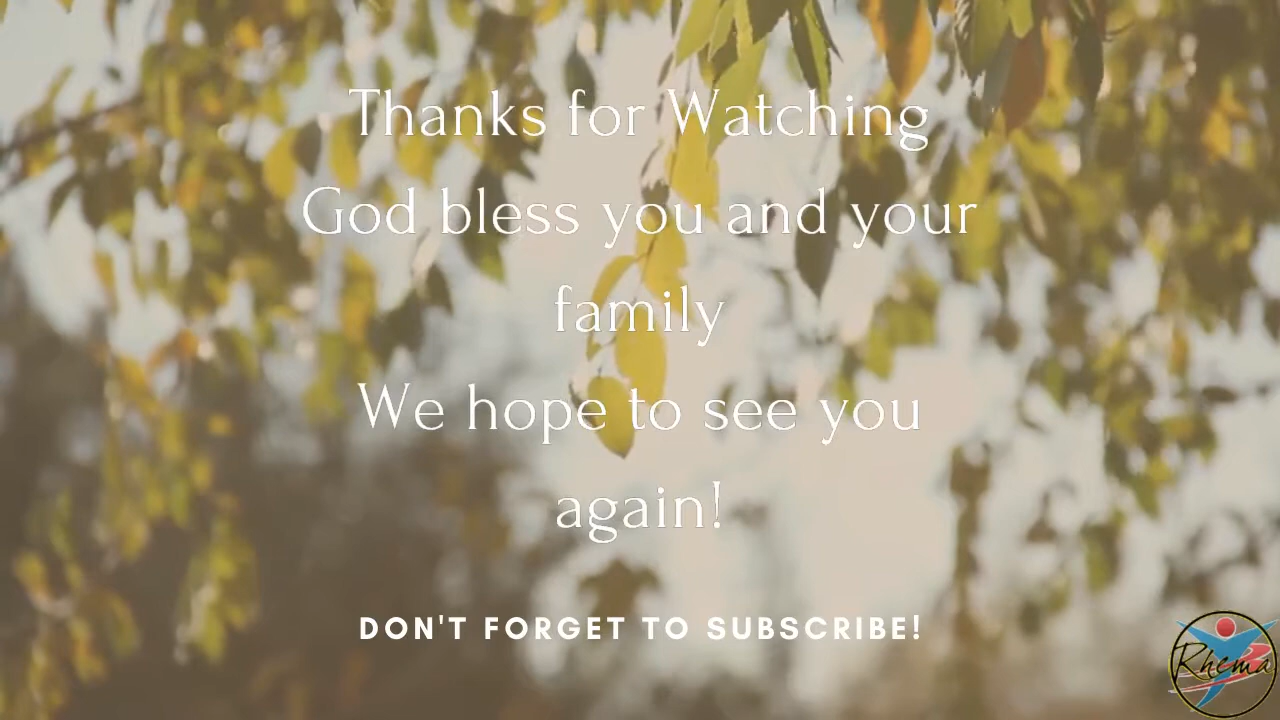 Thanks for Watching
God bless you and your
family
We hope to see you
again!
DON'T FORGET TO SUBSCRIBE!
Rhema